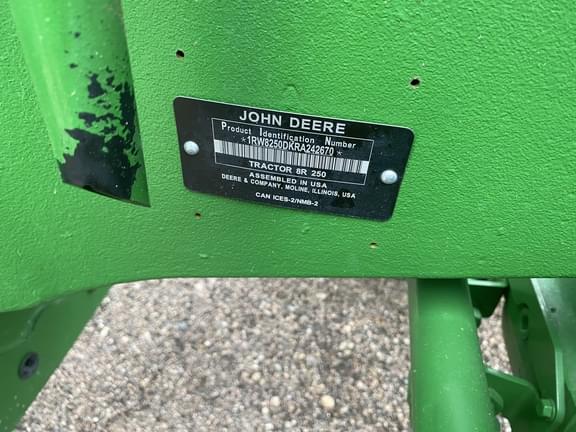 JOHN DEERE
Product Identification Number
*1RW8250DKRA242670*
TRACTOR 8R 250
ASSEMBLED IN USA
DEERE & COMPANY, MOLINE, ILLINOIS, USA
CAN ICES-2/NMB-2